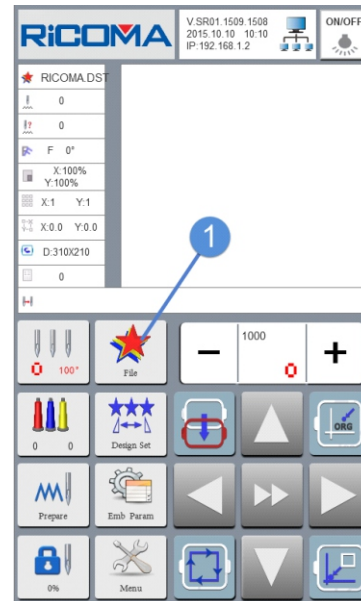 RiCOMA
V.SR01.1509.1508
2015.10.10 10:10
IP:192.168.1.2
ON/OFF
RICOMA.DST
0
0
F 0°
X:100%
Y:100%
X:1 Y:1
X:0.0 Y:0.0
D:310X210
0
1
0 100°
File
−
1000
0
+
0 0
Design Set
ORG
Prepare
Emb Param
0%
Menu